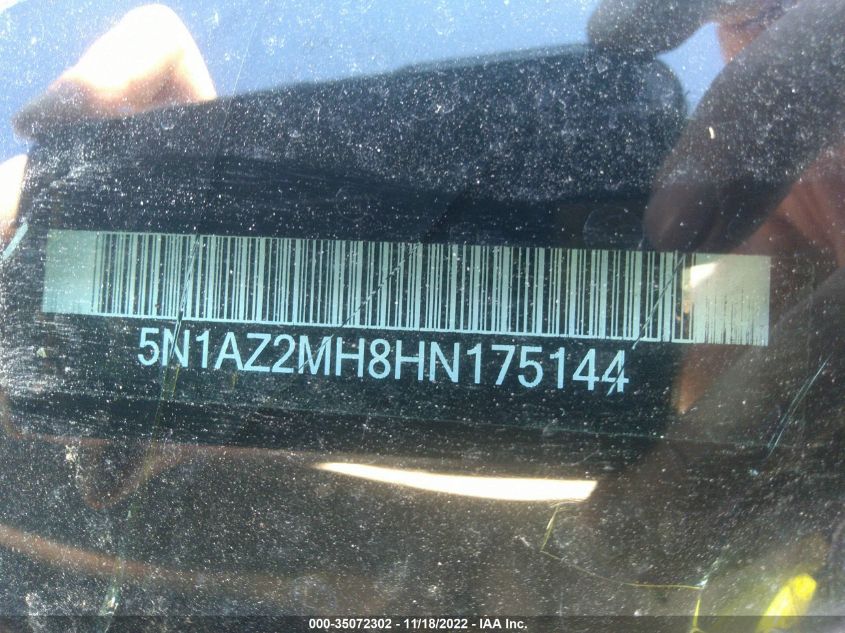 5N1AZ2MH8HN175144
000-35072302 - 11/18/2022 - IAA Inc.